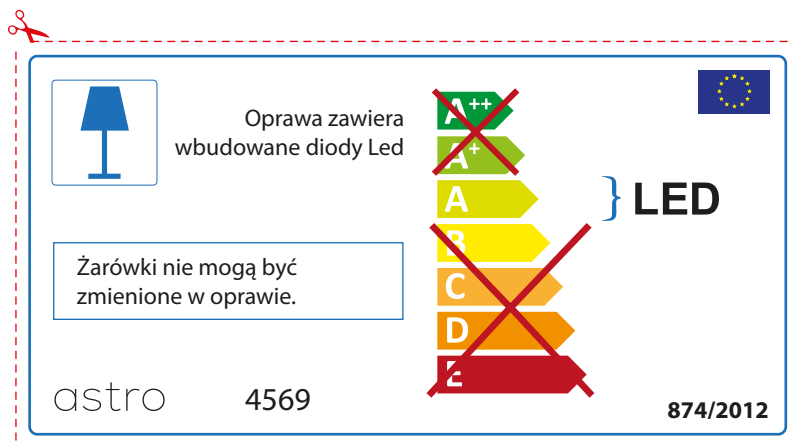 Oprawa zawiera
wbudowane diody Led
A++
A+
A
B
C
D
E
LED
Żarówki nie mogą być
zmienione w oprawie.
astro 4569
874/2012